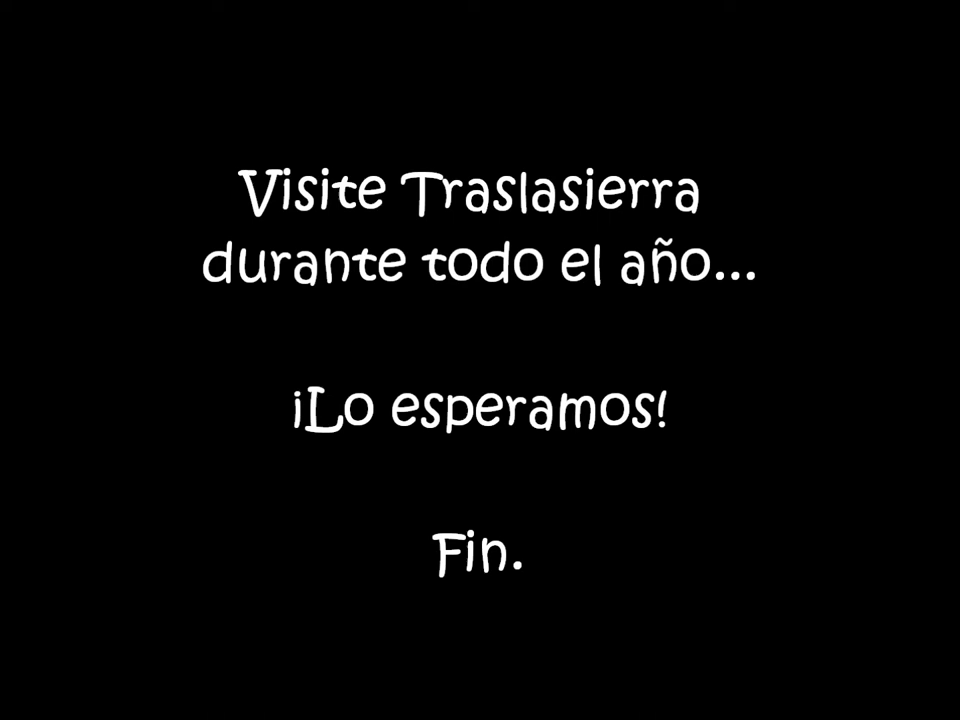 Visite Traslasierra
durante todo el año...
¡Lo esperamos!
Fin.